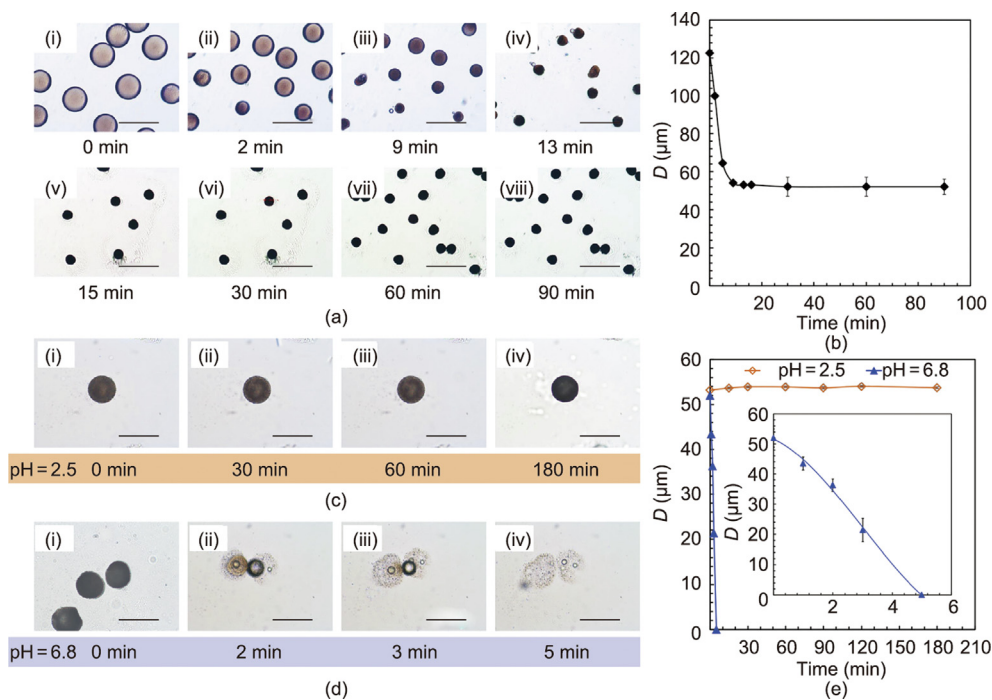 (i) (ii) (iii) (iv)
0 min 2 min 9 min 13 min
(v) (vi) (vii) (viii)
15 min 30 min 60 min 90 min
(a)
140
120
100
80
60
40
20
0
D (μm)
20 40 60 80 100
Time (min)
(b)
(i) (ii) (iii) (iv)
pH = 2.5 0 min 30 min 60 min 180 min
(c)
(i) (ii) (iii) (iv)
pH = 6.8 0 min 2 min 3 min 5 min
(d)
pH = 2.5 pH = 6.8
60
50
40
30
20
10
0
D (μm)
60
50
40
30
20
10
0
D (μm)
2 4 6
Time (min)
0 30 60 90 120 150 180 210
Time (min)
(e)